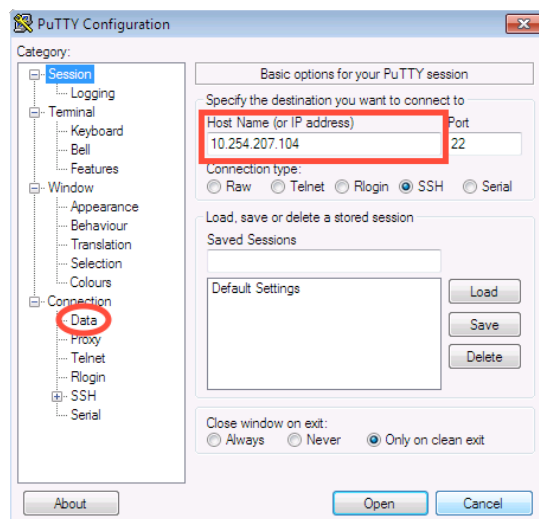 PuTTY Configuration
Category:
Session
Logging
Terminal
Keyboard
Bell
Features
Window
Appearance
Behaviour
Translation
Selection
Colours
Connection
Data
Proxy
Telnet
Rlogin
SSH
Serial
Basic options for your PuTTY session
Specify the destination you want to connect to
Host Name (or IP address) Port
10.254.207.104 22
Connection type:
Raw Telnet Rlogin SSH Serial
Load, save or delete a stored session
Saved Sessions
Default Settings
Load
Save
Delete
Close window on exit:
Always Never Only on clean exit
About Open Cancel